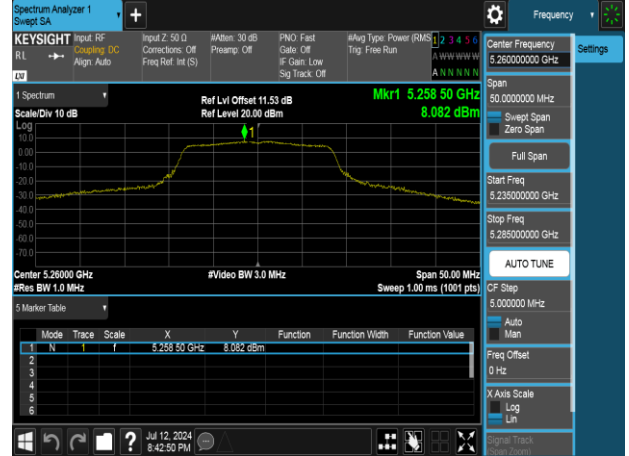 Spectrum Analyzer 1
Swept SA
+
Frequency
KEYSIGHT
RL
LXI
Input: RF
Coupling: DC
Align: Auto
Input Z: 50 Ω
Corrections: Off
Freq Ref: Int (S)
#Atten: 30 dB
Preamp: Off
PNO: Fast
Gate: Off
IF Gain: Low
Sig Track: Off
#Avg Type: Power (RMS
Trig: Free Run
1 2 3 4 5 6
A W W W W W
A N N N N N
1 Spectrum
Scale/Div 10 dB
Ref Lvl Offset 11.53 dB
Ref Level 20.00 dBm
Mkr1 5.258 50 GHz
8.082 dBm
Log
1
10.0
0.00
-10.0
-20.0
-30.0
-40.0
-50.0
-60.0
-70.0
Center 5.26000 GHz
#Video BW 3.0 MHz
Span 50.00 MHz
#Res BW 1.0 MHz
Sweep 1.00 ms (1001 pts)
5 Marker Table
Mode Trace Scale X Y Function Function Width Function Value
1 N 1 f 5.258 50 GHz 8.082 dBm
2
3
4
5
6
Jul 12, 2024
8:42:50 PM
?
Center Frequency
5.260000000 GHz
Settings
Span
50.0000000 MHz
Swept Span
Zero Span
Full Span
Start Freq
5.235000000 GHz
Stop Freq
5.285000000 GHz
AUTO TUNE
CF Step
5.000000 MHz
Auto
Man
Freq Offset
0 Hz
X Axis Scale
Log
Lin
Signal Track
(Span Zoom)